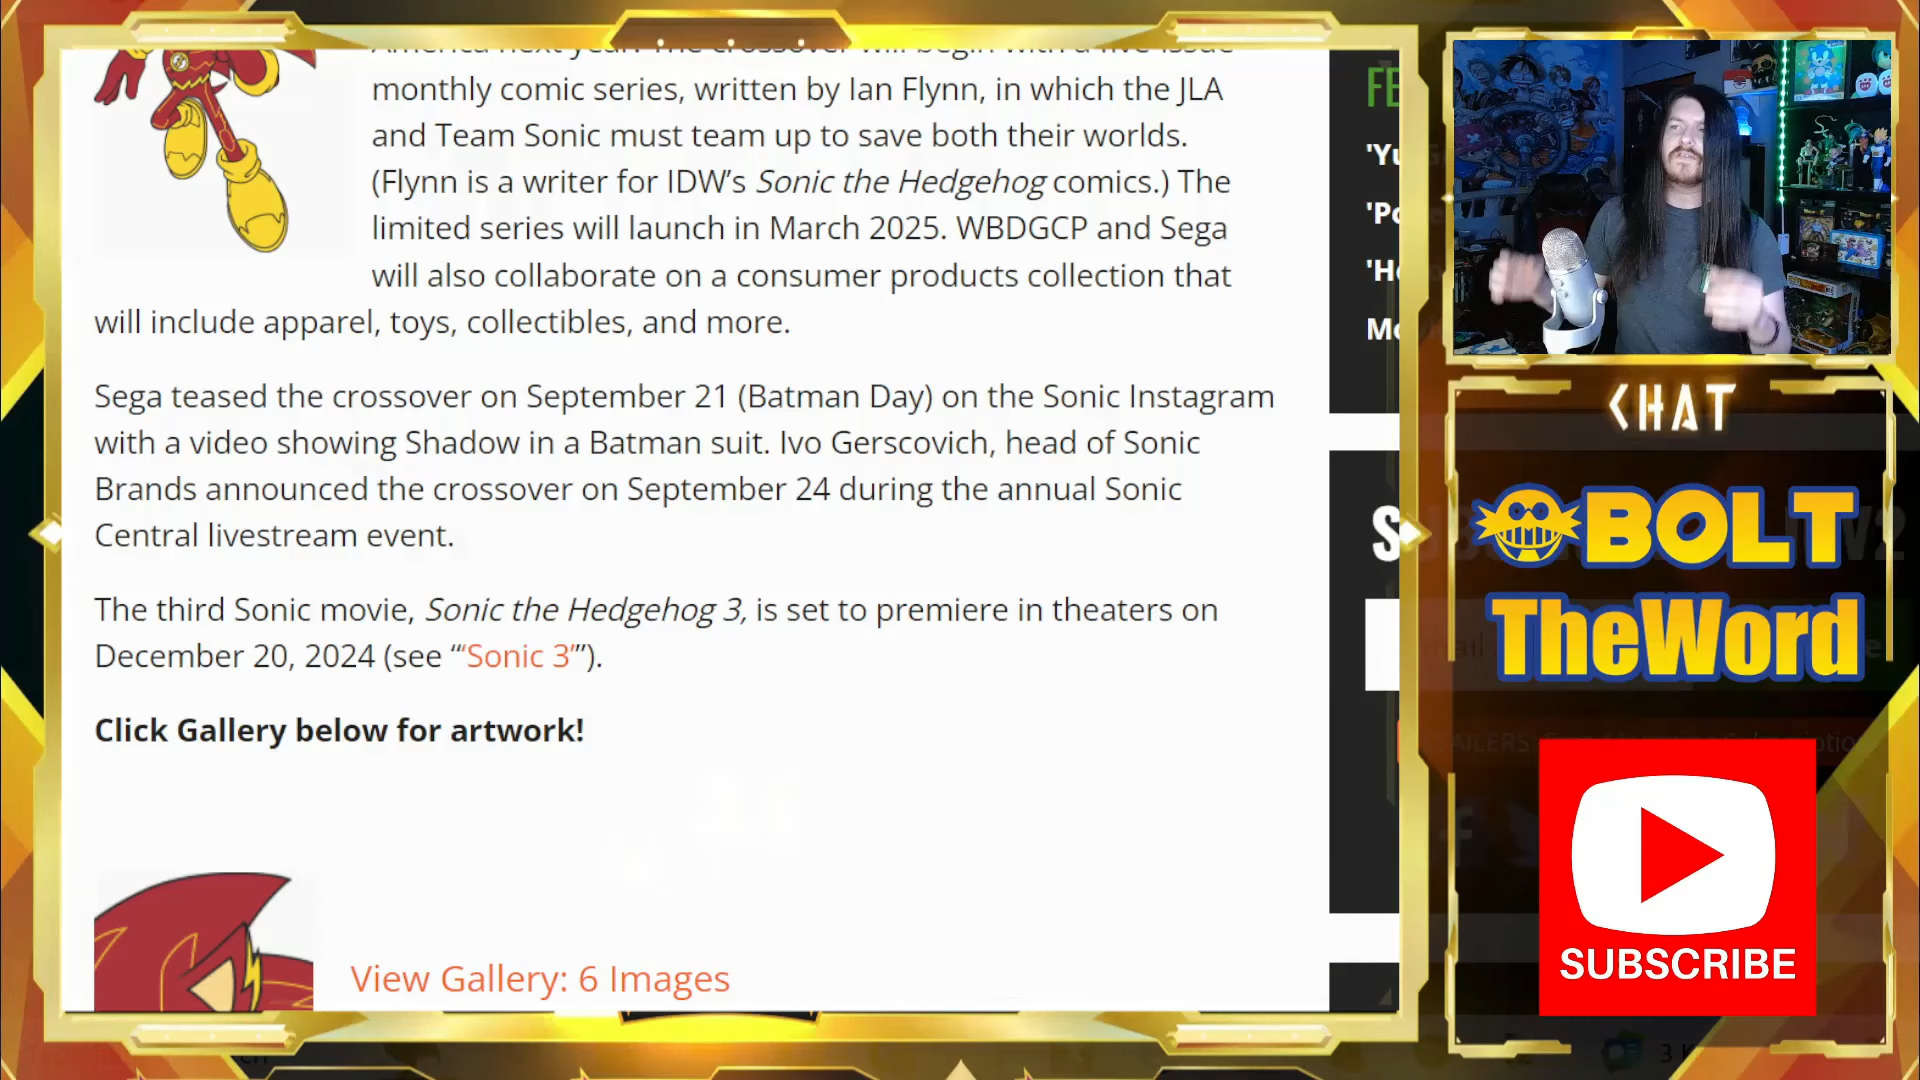 monthly comic series, written by Ian Flynn, in which the JLA
and Team Sonic must team up to save both their worlds.
(Flynn is a writer for IDW's Sonic the Hedgehog comics.) The
limited series will launch in March 2025. WBDGCP and Sega
will also collaborate on a consumer products collection that
will include apparel, toys, collectibles, and more.
Sega teased the crossover on September 21 (Batman Day) on the Sonic Instagram
with a video showing Shadow in a Batman suit. Ivo Gerscovich, head of Sonic
Brands announced the crossover on September 24 during the annual Sonic
Central livestream event.
The third Sonic movie, Sonic the Hedgehog 3, is set to premiere in theaters on
December 20, 2024 (see “‘Sonic 3’”).
Click Gallery below for artwork!
View Gallery: 6 Images
CHAT
BOLT
TheWord
SUBSCRIBE